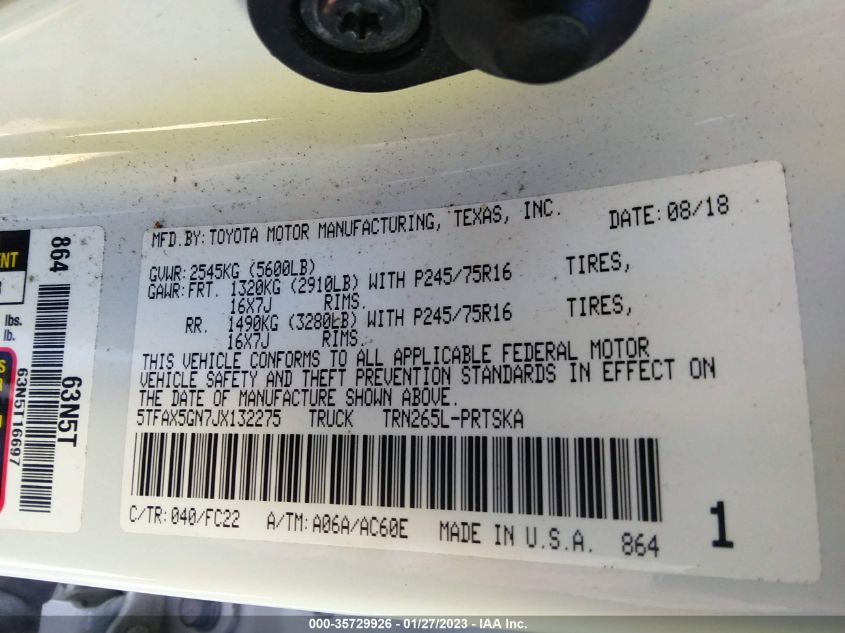 MFD.BY:TOYOTA MOTOR MANUFACTURING, TEXAS, INC. DATE:08/18
GVWR:2545KG (5600LB)
GAWR:FRT. 1320KG (2910LB) WITH P245/75R16 TIRES,
16X7J RIMS.
RR. 1490KG (3280LB) WITH P245/75R16 TIRES,
16X7J RIMS.
THIS VEHICLE CONFORMS TO ALL APPLICABLE FEDERAL MOTOR
VEHICLE SAFETY AND THEFT PREVENTION STANDARDS IN EFFECT ON
THE DATE OF MANUFACTURE SHOWN ABOVE.
5TFAX5GN7JX132275 TRUCK TRN265L-PRTSKA
C/TR:040/FC22 A/TM:A06A/AC60E MADE IN U.S.A. 864 1
864
63N5T
63N5T16697
lbs.
lb.
000-35729926 - 01/27/2023 - IAA Inc.